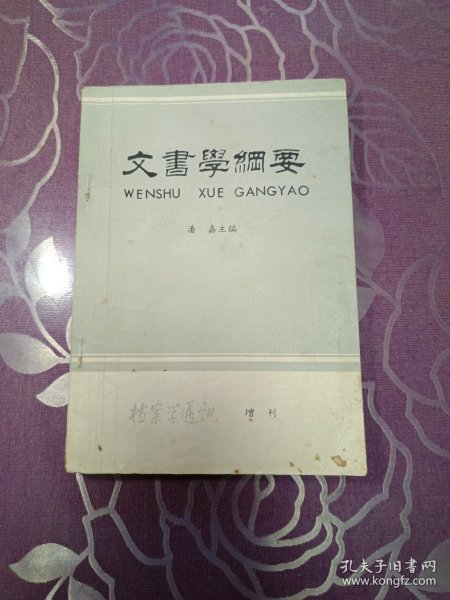 文書學綱要
WENSHU XUE GANGYAO
潘 嘉主编
档案学通讯 增刊
孔夫子旧书网
www.kongfz.com